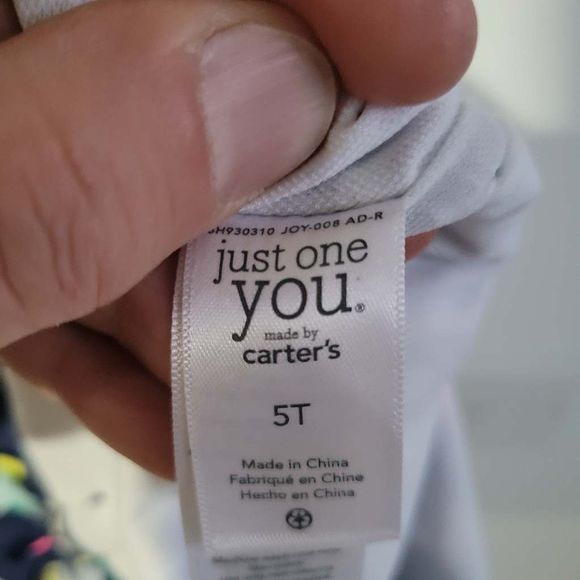 H930310 JOY-008 AD-R
just one
you®
made by
carter's
5T
Made in China
Fabriqué en Chine
Hecho en China